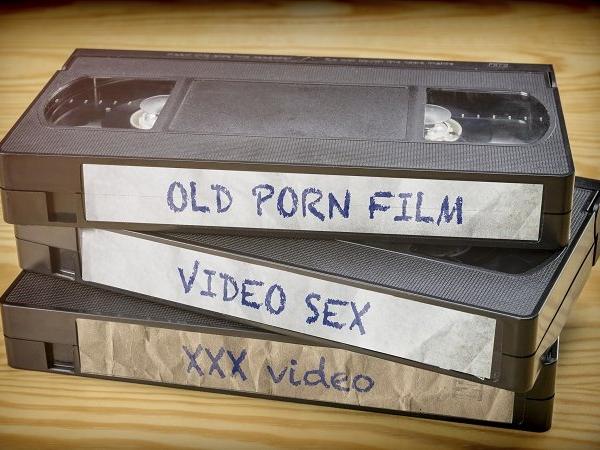 OLD PORN FILM
VIDEO SEX
XXX video